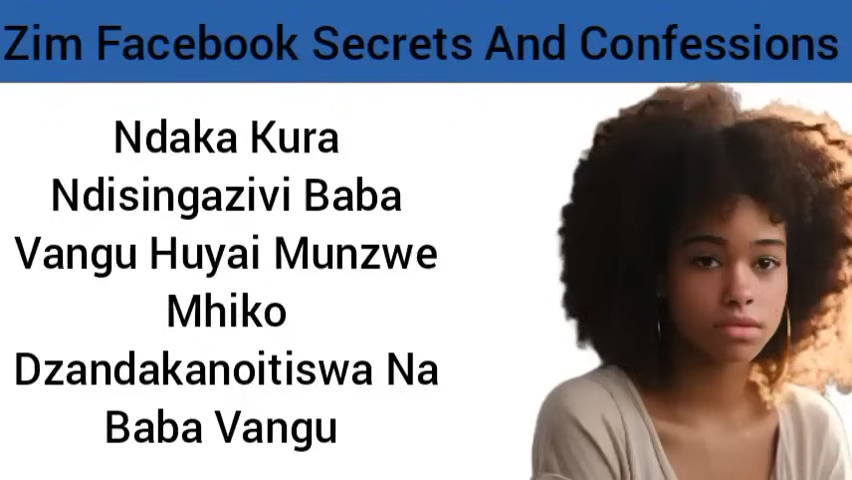 Zim Facebook Secrets And Confessions
Ndaka Kura
Ndisingazivi Baba
Vangu Huyai Munzwe
Mhiko
Dzandakanoitiswa Na
Baba Vangu